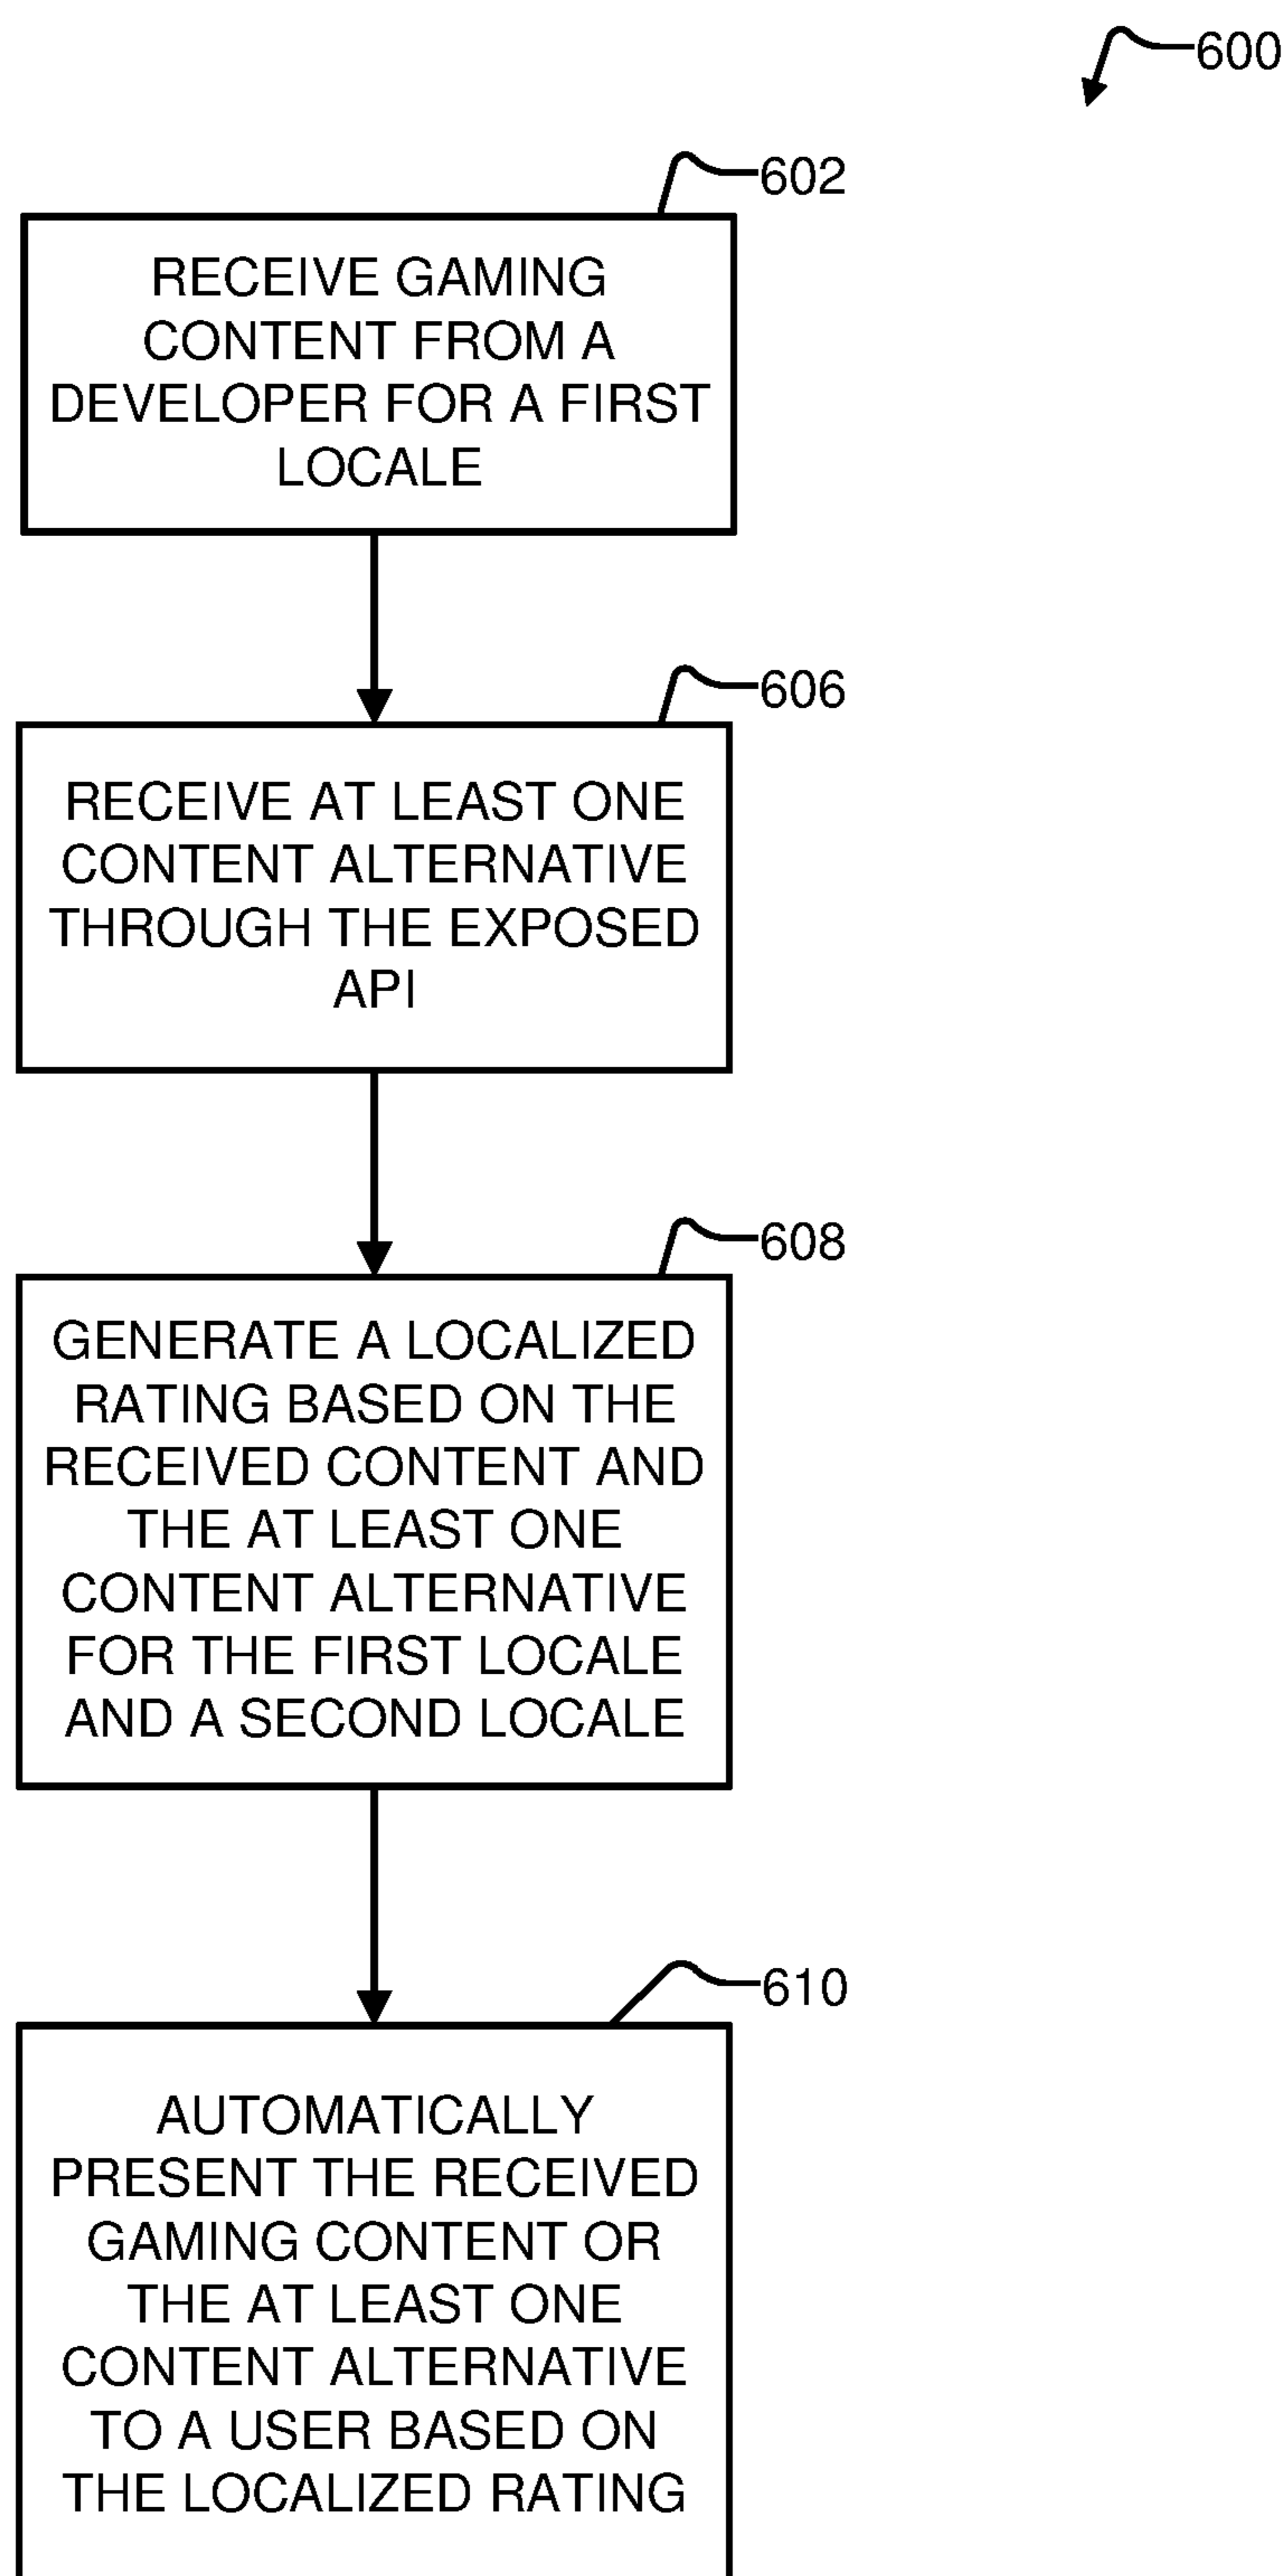 600
602
RECEIVE GAMING
CONTENT FROM A
DEVELOPER FOR A FIRST
LOCALE
606
RECEIVE AT LEAST ONE
CONTENT ALTERNATIVE
THROUGH THE EXPOSED
API
608
GENERATE A LOCALIZED
RATING BASED ON THE
RECEIVED CONTENT AND
THE AT LEAST ONE
CONTENT ALTERNATIVE
FOR THE FIRST LOCALE
AND A SECOND LOCALE
610
AUTOMATICALLY
PRESENT THE RECEIVED
GAMING CONTENT OR
THE AT LEAST ONE
CONTENT ALTERNATIVE
TO A USER BASED ON
THE LOCALIZED RATING